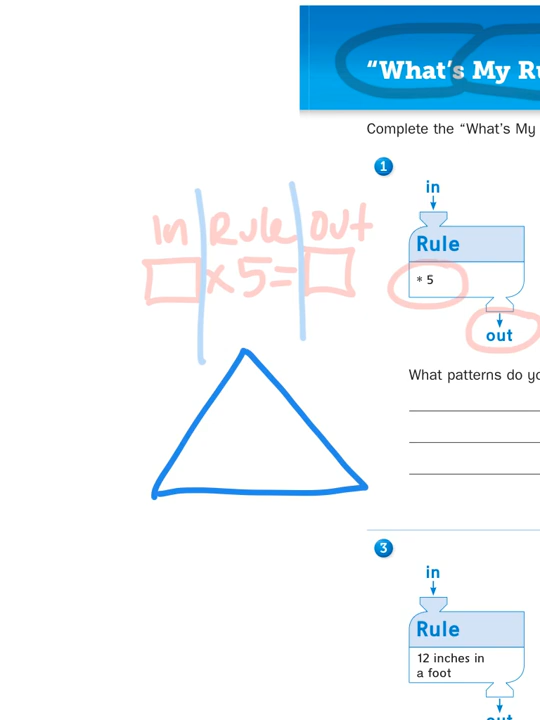 "What's My Ru
Complete the "What's My
1
in
Rule
* 5
out
In Rule Out
x 5 =
What patterns do yo
3
in
Rule
12 inches in
a foot
out